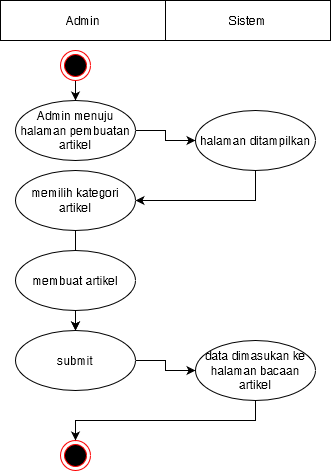 Admin
Sistem
Admin menuju
halaman pembuatan
artikel
halaman ditampilkan
memilih kategori
artikel
membuat artikel
submit
data dimasukan ke
halaman bacaan
artikel